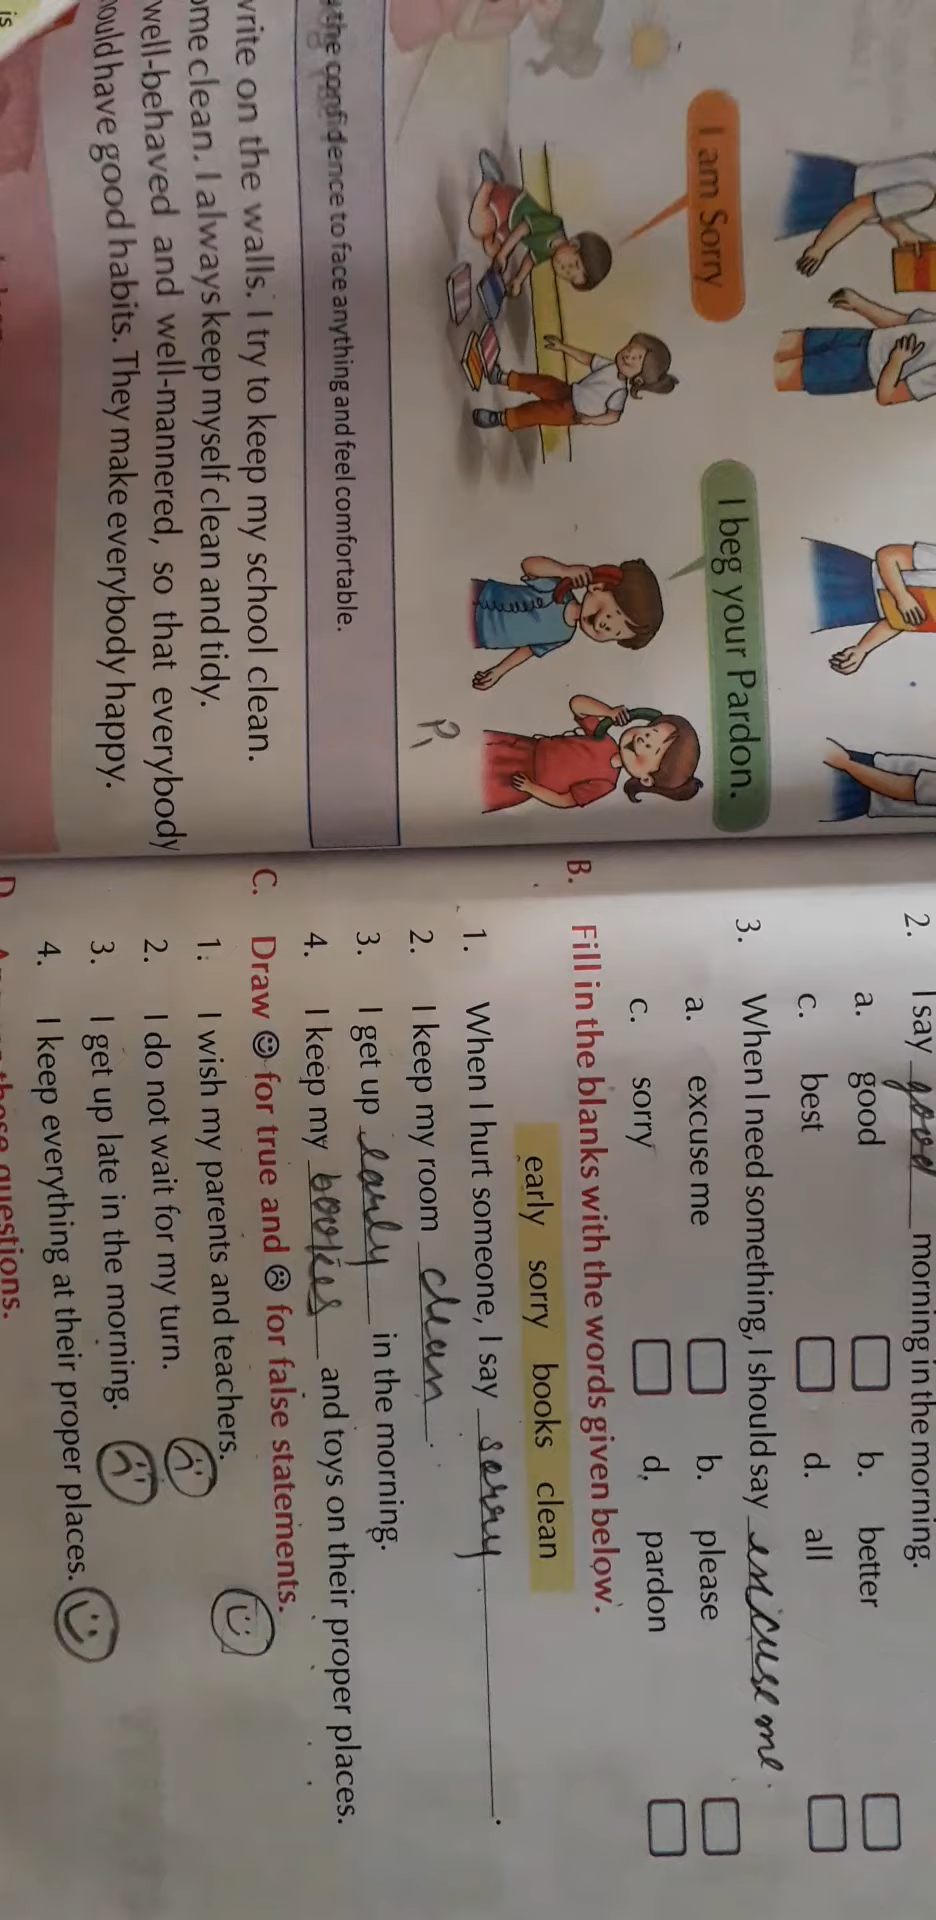 I am Sorry
I beg your Pardon.
the confidence to face anything and feel comfortable.
write on the walls. I try to keep my school clean.
ome clean. I always keep myself clean and tidy.
well-behaved and well-mannered, so that everybody
ould have good habits. They make everybody happy.
is
2. I say good morning in the morning.
a. good b. better
c. best d. all
3. When I need something, I should say encuse me.
a. excuse me b. please
c. sorry d. pardon
B. Fill in the blanks with the words given below.
early sorry books clean
1. When I hurt someone, I say sorry.
2. I keep my room clean.
3. I get up early in the morning.
4. I keep my bookes and toys on their proper places.
C. Draw ☺ for true and ☹ for false statements.
1. I wish my parents and teachers.
2. I do not wait for my turn.
3. I get up late in the morning.
4. I keep everything at their proper places.
D. these questions.